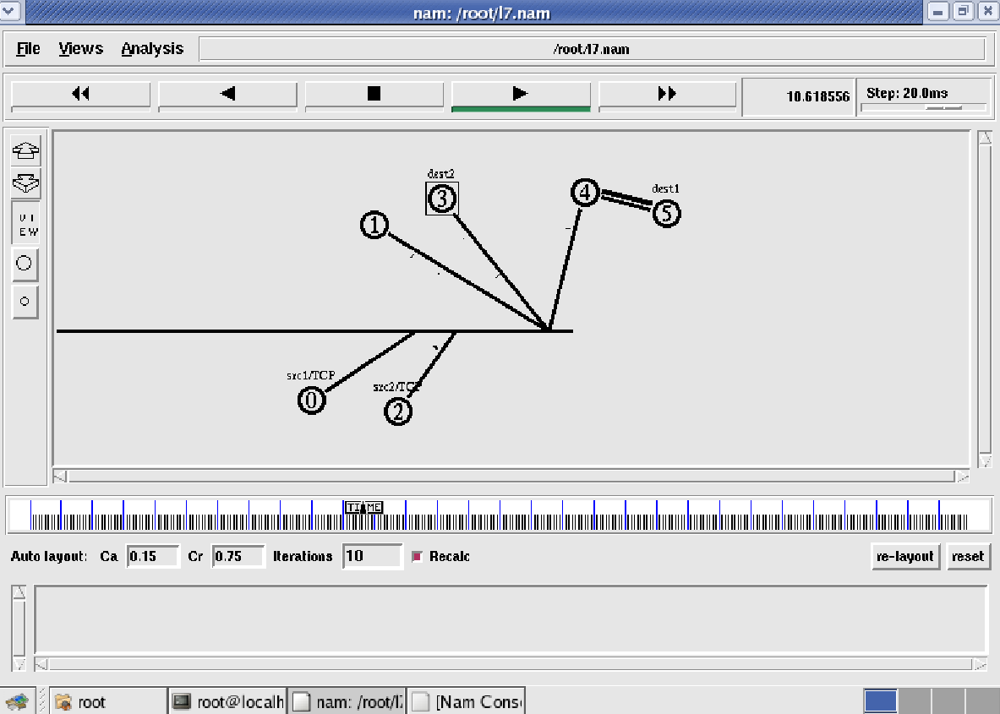 nam: /root/l7.nam
File Views Analysis /root/l7.nam
10.618556 Step: 20.0ms
VIEW
dest2
3
4
dest1
5
1
src1/TCP
0
src2/TCP
2
TIME
Auto layout: Ca 0.15 Cr 0.75 Iterations 10 Recalc re-layout reset
root root@localh nam: /root/l7 [Nam Cons